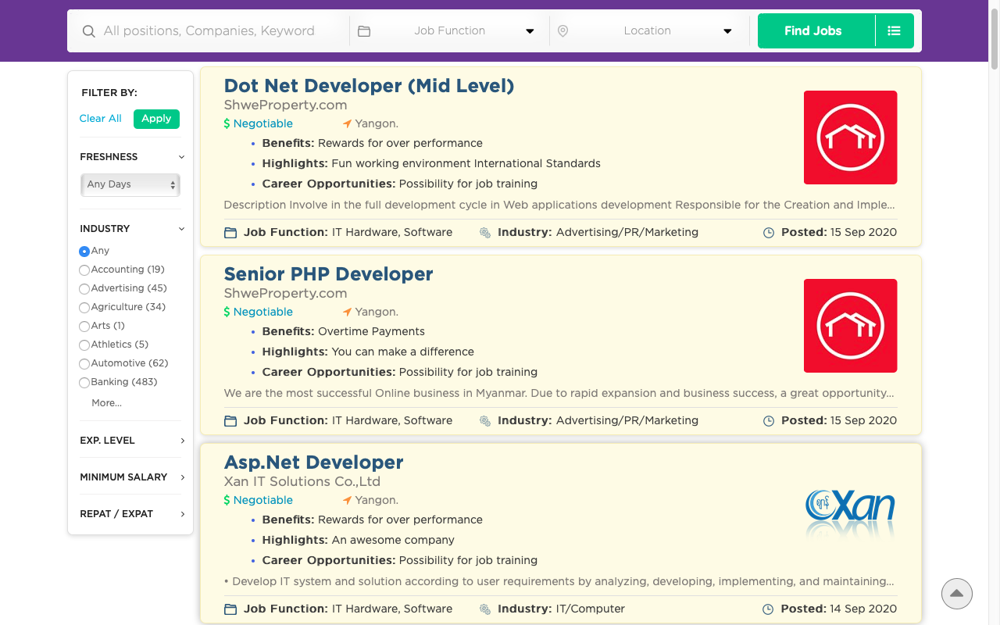 All positions, Companies, Keyword
Job Function
Location
Find Jobs
FILTER BY:
Clear All
Apply
FRESHNESS
Any Days
INDUSTRY
Any
Accounting (19)
Advertising (45)
Agriculture (34)
Arts (1)
Athletics (5)
Automotive (62)
Banking (483)
More...
EXP. LEVEL
MINIMUM SALARY
REPAT / EXPAT
Dot Net Developer (Mid Level)
ShweProperty.com
$ Negotiable
Yangon.
• Benefits: Rewards for over performance
• Highlights: Fun working environment International Standards
• Career Opportunities: Possibility for job training
Description Involve in the full development cycle in Web applications development Responsible for the Creation and Imple...
Job Function: IT Hardware, Software
Industry: Advertising/PR/Marketing
Posted: 15 Sep 2020
Senior PHP Developer
ShweProperty.com
$ Negotiable
Yangon.
• Benefits: Overtime Payments
• Highlights: You can make a difference
• Career Opportunities: Possibility for job training
We are the most successful Online business in Myanmar. Due to rapid expansion and business success, a great opportunity...
Job Function: IT Hardware, Software
Industry: Advertising/PR/Marketing
Posted: 15 Sep 2020
Asp.Net Developer
Xan IT Solutions Co.,Ltd
$ Negotiable
Yangon.
Xan
• Benefits: Rewards for over performance
• Highlights: An awesome company
• Career Opportunities: Possibility for job training
• Develop IT system and solution according to user requirements by analyzing, developing, implementing, and maintaining...
Job Function: IT Hardware, Software
Industry: IT/Computer
Posted: 14 Sep 2020